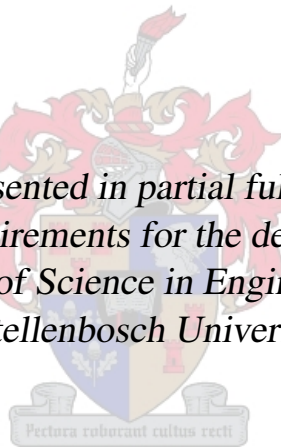 sented in partial ful
irements for the de
of Science in Engi
tellenbosch Univer
Pectora roborant cultus recti